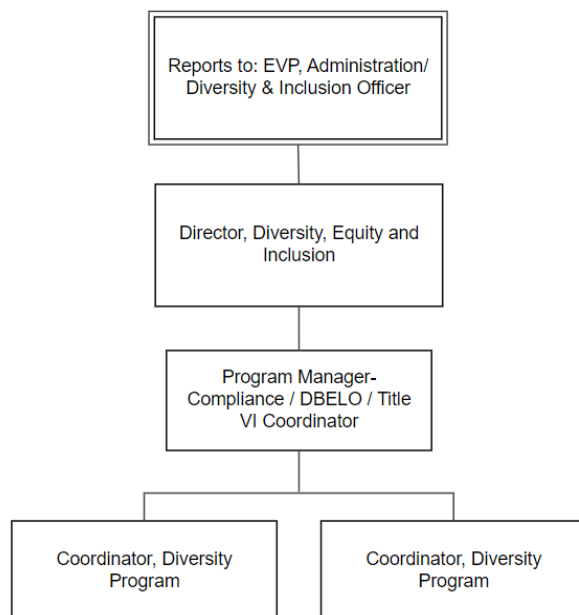 Reports to: EVP, Administration/
Diversity & Inclusion Officer
Director, Diversity, Equity and
Inclusion
Program Manager-
Compliance / DBELO / Title
VI Coordinator
Coordinator, Diversity
Program
Coordinator, Diversity
Program